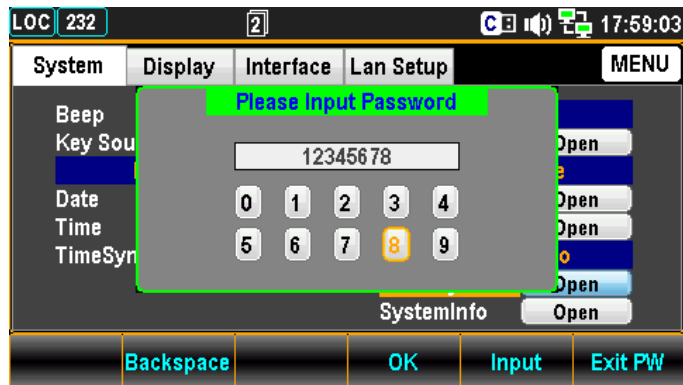 LOC 232 2 C 17:59:03
System Display Interface Lan Setup MENU
Please Input Password
Beep
Key Sou Open
12345678
Date Open
0 1 2 3 4
Time Open
5 6 7 8 9
TimeSyn o
Open
SystemInfo Open
Backspace OK Input Exit PW